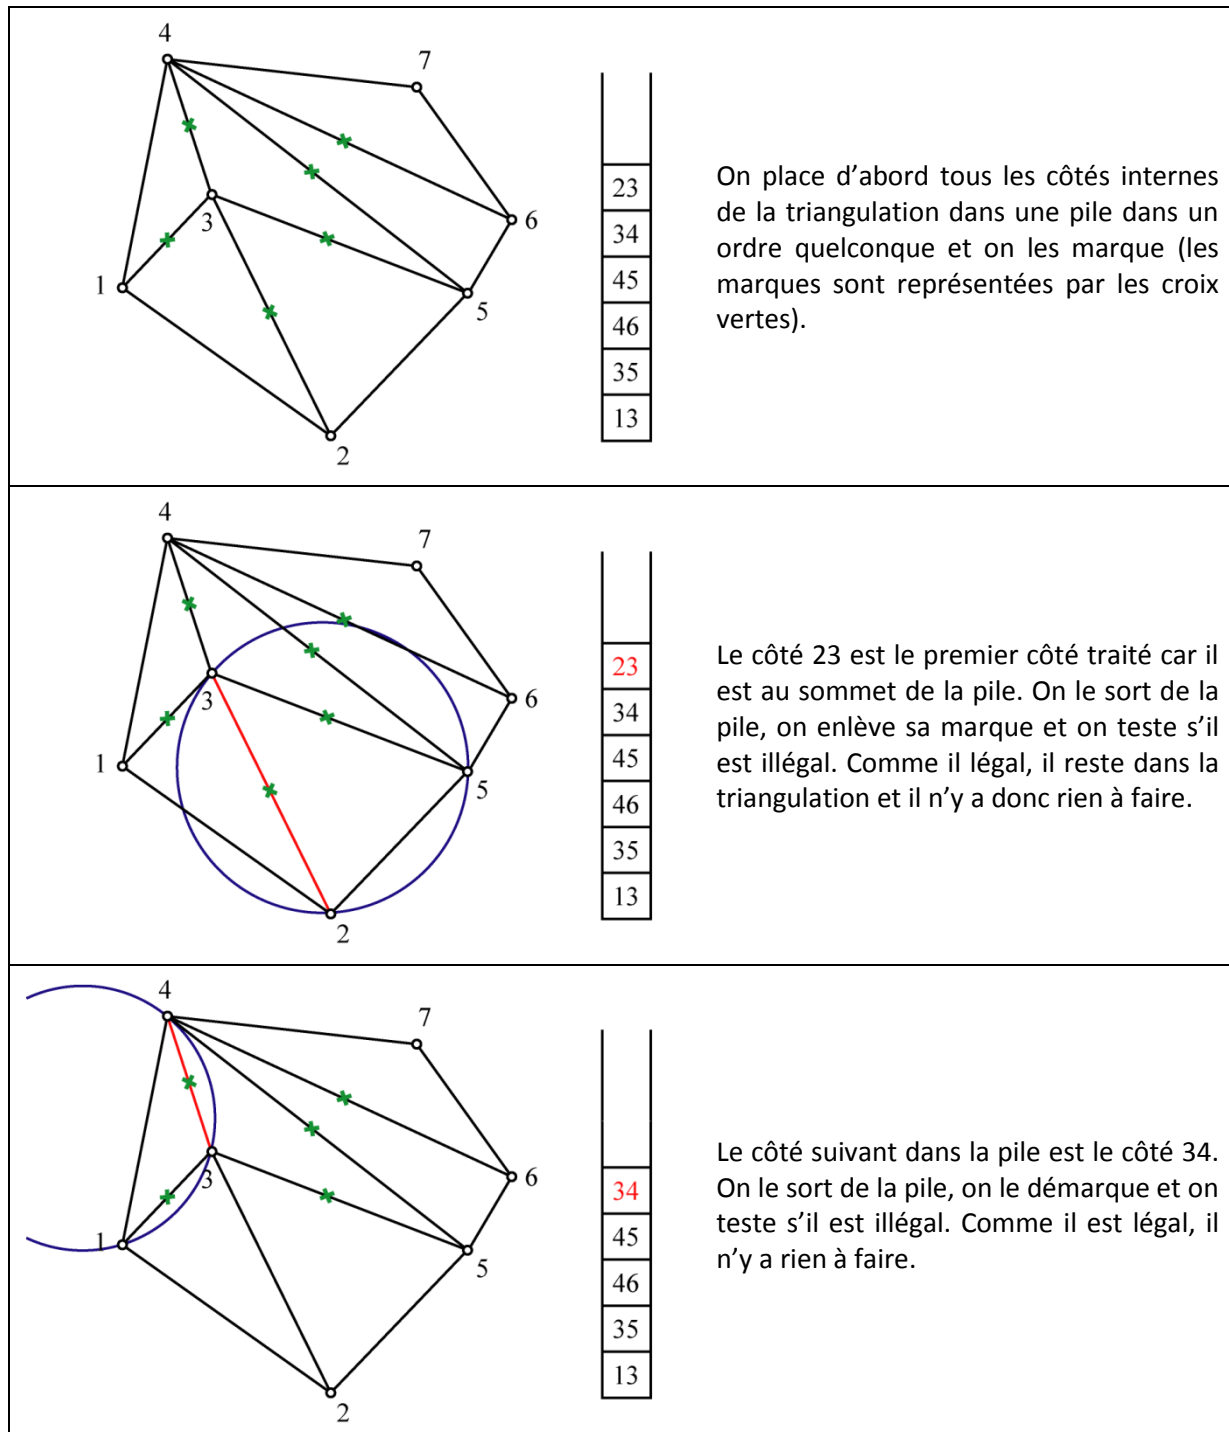 4
7
3
6
1
5
2
23
34
45
46
35
13
On place d’abord tous les côtés internes
de la triangulation dans une pile dans un
ordre quelconque et on les marque (les
marques sont représentées par les croix
vertes).
4
7
3
6
1
5
2
23
34
45
46
35
13
Le côté 23 est le premier côté traité car il
est au sommet de la pile. On le sort de la
pile, on enlève sa marque et on teste s’il
est illégal. Comme il légal, il reste dans la
triangulation et il n’y a donc rien à faire.
4
7
3
6
1
5
2
34
45
46
35
13
Le côté suivant dans la pile est le côté 34.
On le sort de la pile, on le démarque et on
teste s’il est illégal. Comme il est légal, il
n’y a rien à faire.